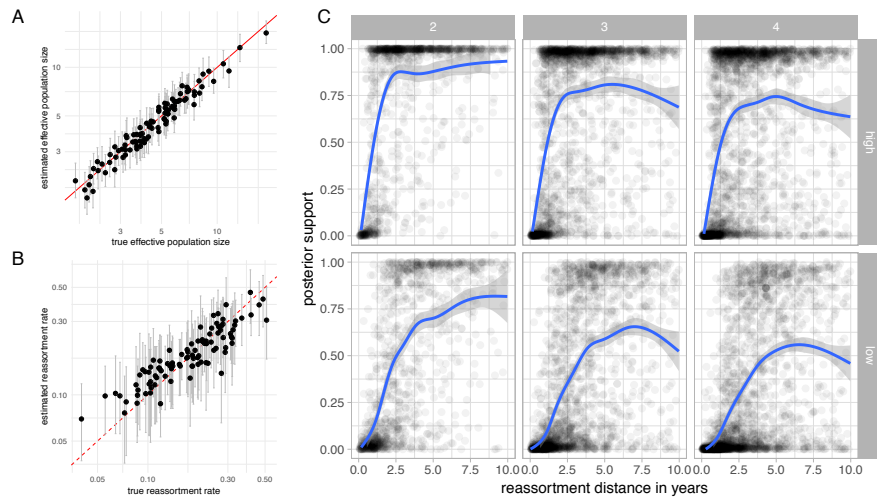 A
estimated effective population size
10
5
3
3
5
10
true effective population size
B
estimated reassortment rate
0.50
0.30
0.10
0.05
0.05
0.10
0.30
0.50
true reassortment rate
C
2
3
4
high
low
posterior support
1.00
0.75
0.50
0.25
0.00
1.00
0.75
0.50
0.25
0.00
0.0 2.5 5.0 7.5 10.0
0.0 2.5 5.0 7.5 10.0
0.0 2.5 5.0 7.5 10.0
reassortment distance in years